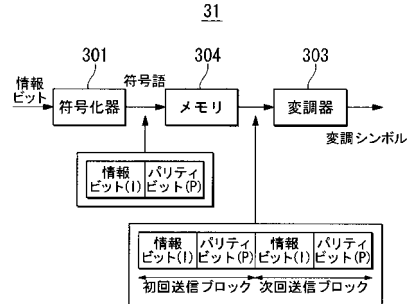 31
301
304
303
情報
ビット
符号化器
符号語
メモリ
変調器
変調シンボル
情報 パリティ
ビット(I) ビット(P)
情報 パリティ 情報 パリティ
ビット(I) ビット(P) ビット(I) ビット(P)
初回送信ブロック 次回送信ブロック